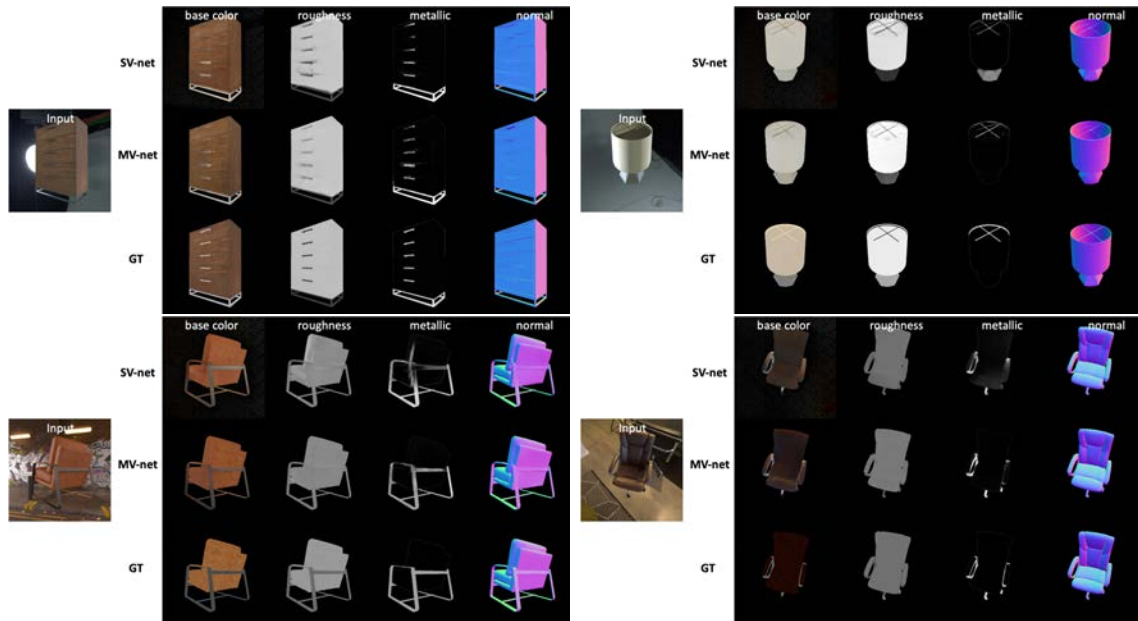 base color roughness metallic normal
SV-net
Input
MV-net
GT
base color roughness metallic normal
SV-net
Input
MV-net
GT
base color roughness metallic normal
SV-net
Input
MV-net
GT
base color roughness metallic normal
SV-net
Input
MV-net
GT